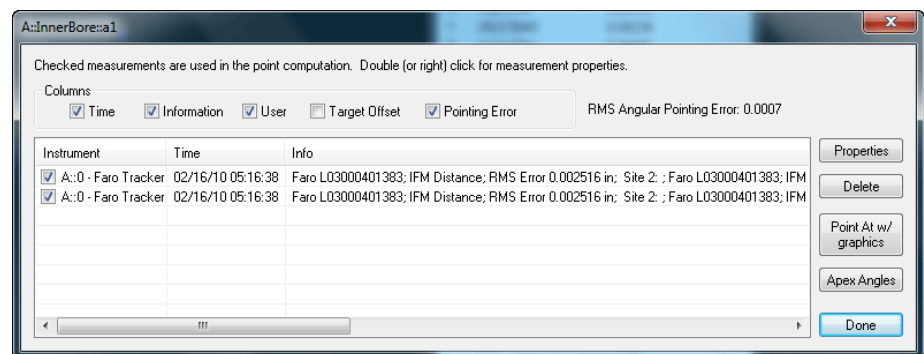 A::InnerBore::a1
Checked measurements are used in the point computation. Double (or right) click for measurement properties.
Columns
Time Information User Target Offset Pointing Error RMS Angular Pointing Error: 0.0007
Instrument Time Info
A::0 - Faro Tracker 02/16/10 05:16:38 Faro L03000401383; IFM Distance; RMS Error 0.002516 in; Site 2: ; Faro L03000401383; IFM
A::0 - Faro Tracker 02/16/10 05:16:38 Faro L03000401383; IFM Distance; RMS Error 0.002516 in; Site 2: ; Faro L03000401383; IFM
Properties
Delete
Point At w/
graphics
Apex Angles
Done